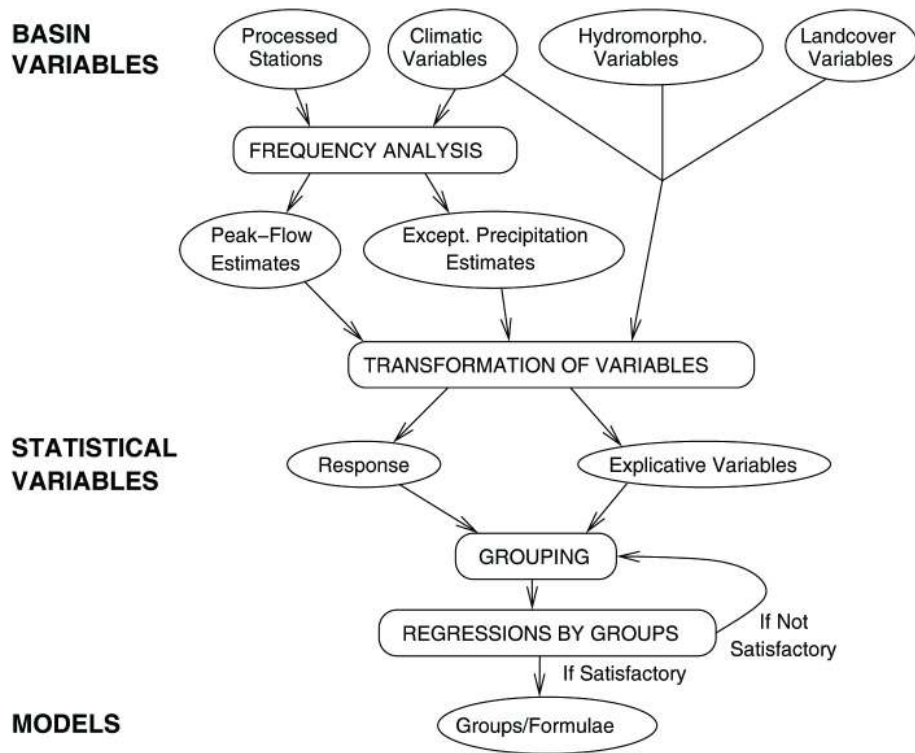 BASIN
VARIABLES
Processed
Stations
Climatic
Variables
Hydromorpho.
Variables
Landcover
Variables
FREQUENCY ANALYSIS
Peak–Flow
Estimates
Except. Precipitation
Estimates
TRANSFORMATION OF VARIABLES
STATISTICAL
VARIABLES
Response
Explicative Variables
GROUPING
REGRESSIONS BY GROUPS
If Not
Satisfactory
If Satisfactory
MODELS
Groups/Formulae